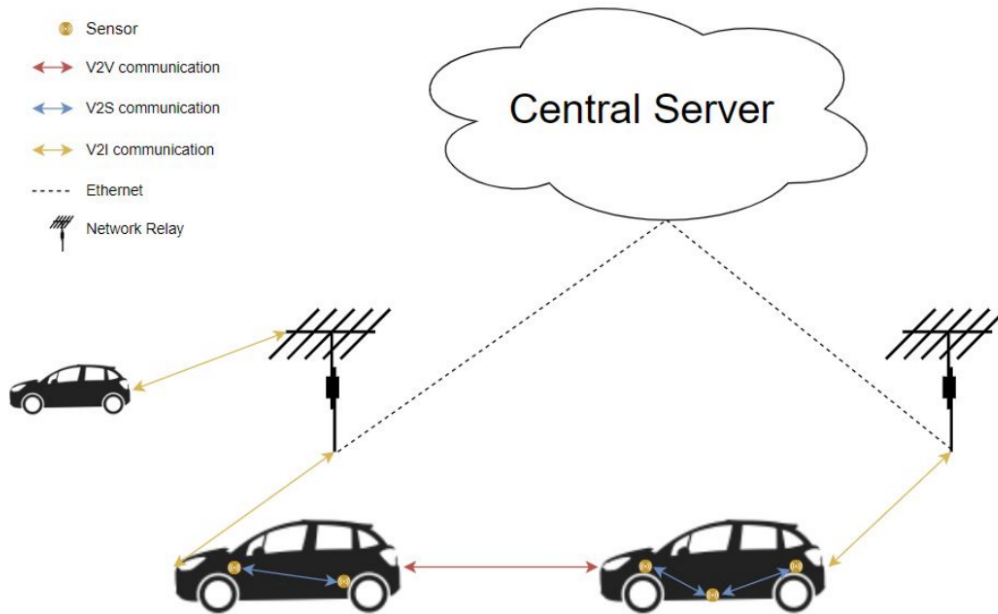 Sensor
V2V communication
V2S communication
V2I communication
Ethernet
Network Relay
Central Server